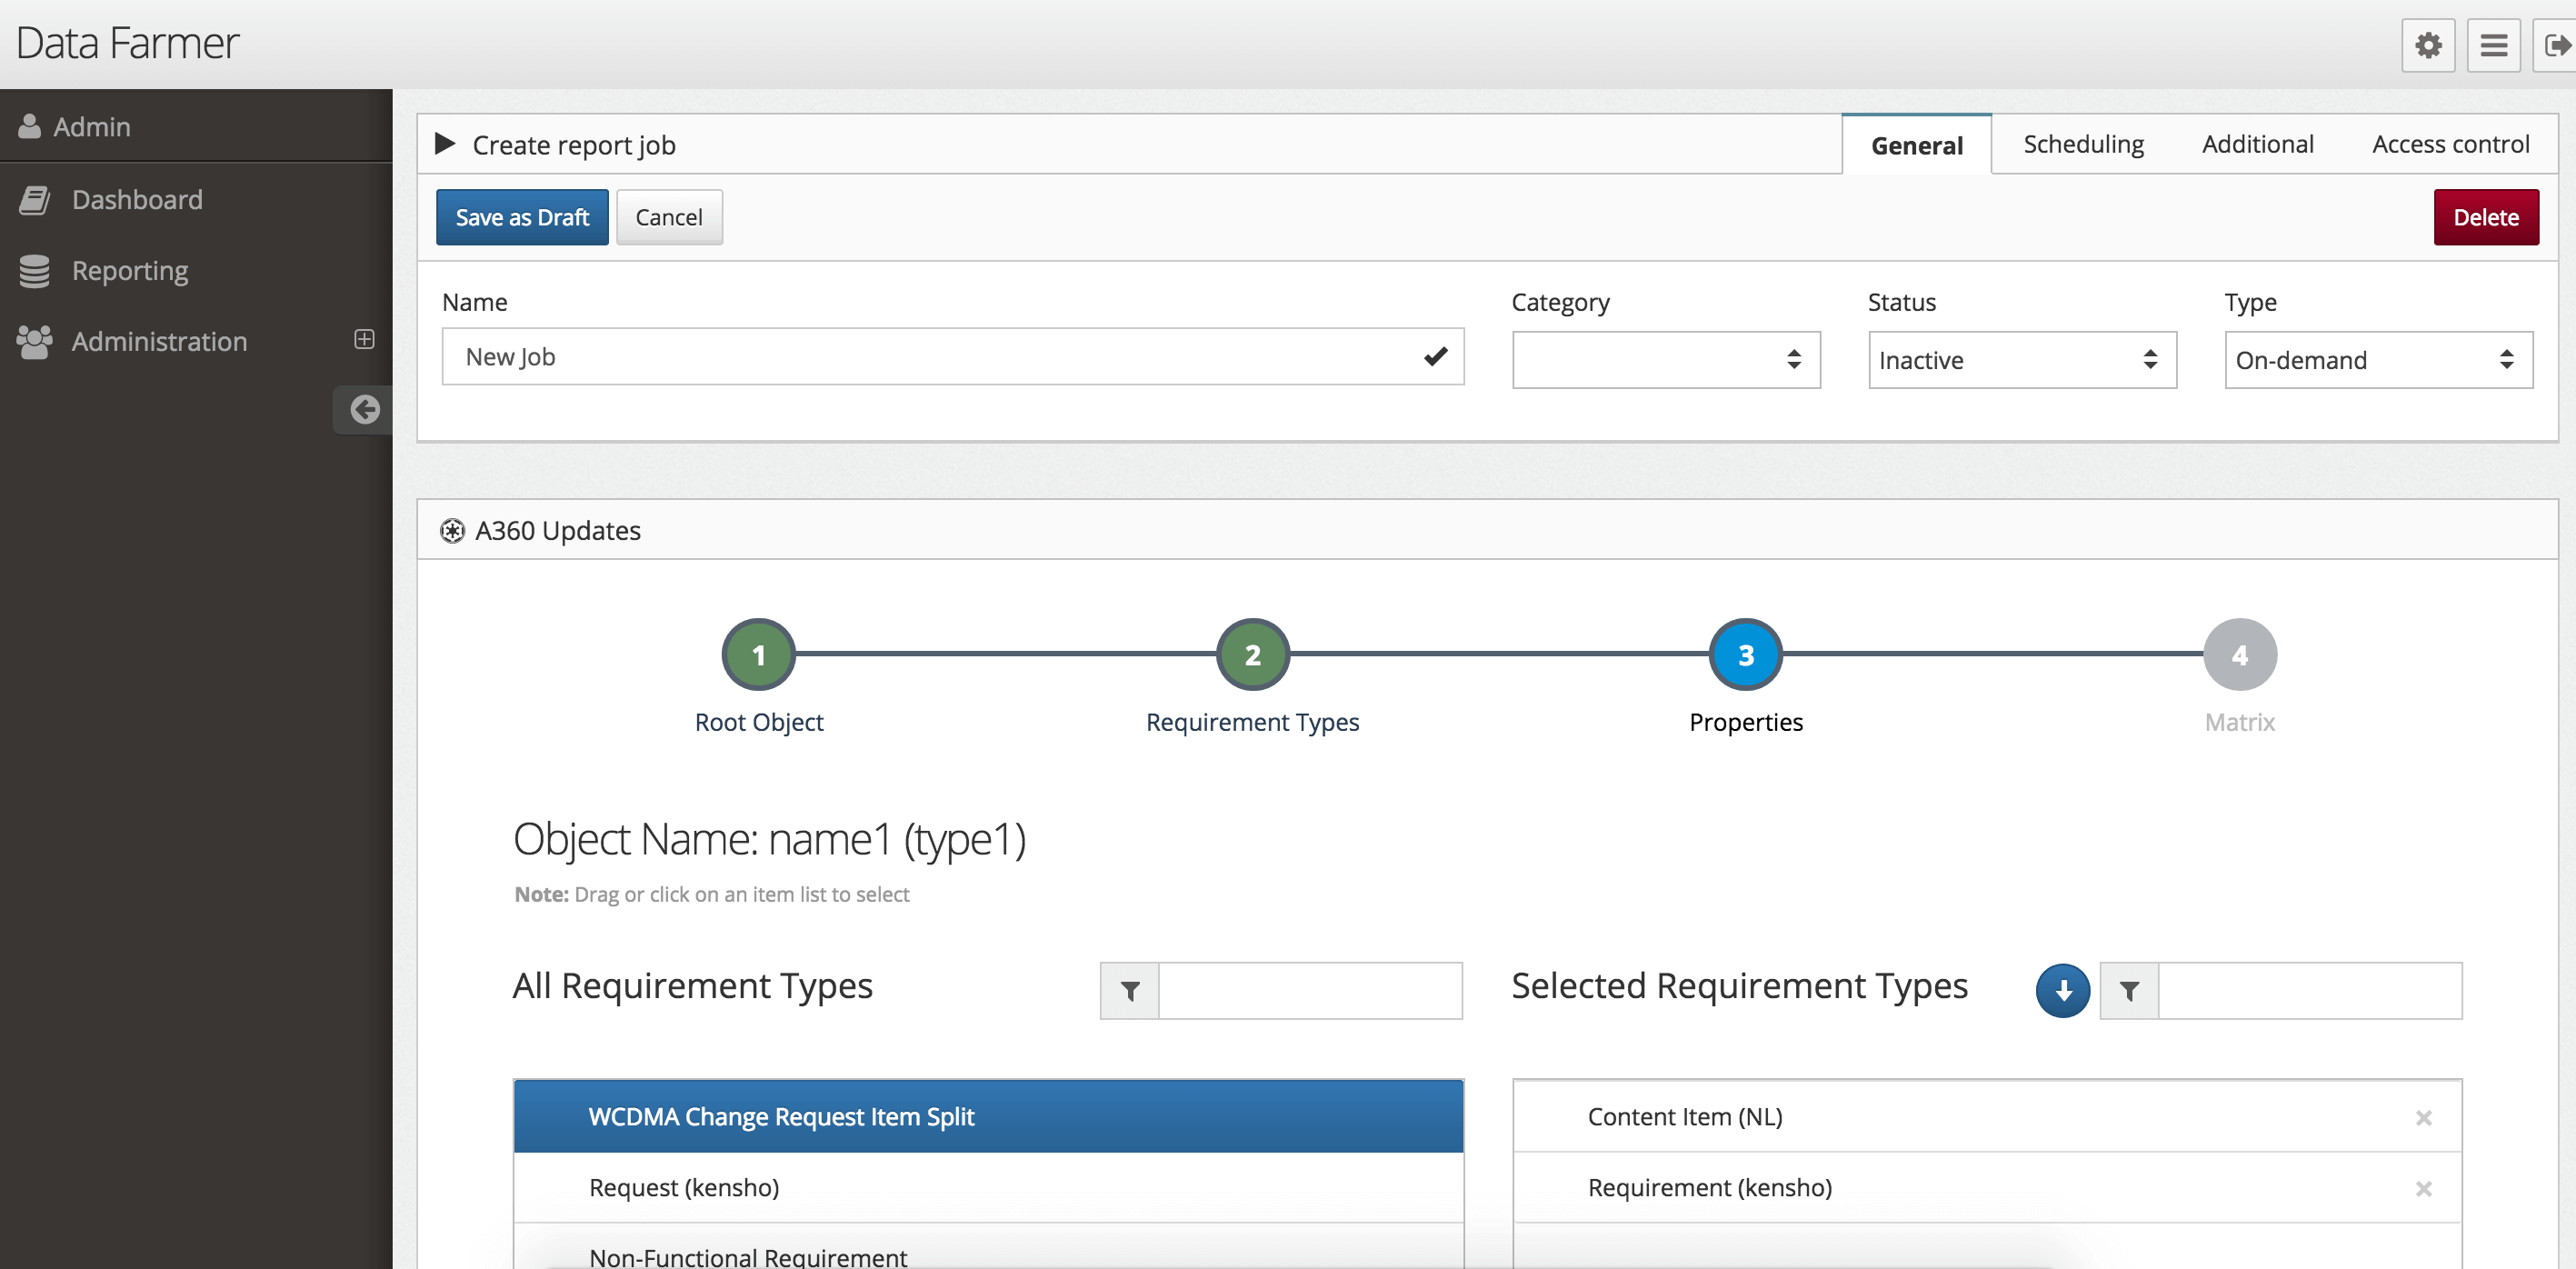 Data Farmer
Admin
Dashboard
Reporting
Administration
Create report job
General
Scheduling
Additional
Access control
Save as Draft
Cancel
Delete
Name
Category
Status
Type
New Job
Inactive
On-demand
A360 Updates
1
2
3
4
Root Object
Requirement Types
Properties
Matrix
Object Name: name1 (type1)
Note: Drag or click on an item list to select
All Requirement Types
Selected Requirement Types
WCDMA Change Request Item Split
Content Item (NL)
Request (kensho)
Requirement (kensho)
Non-Functional Requirement